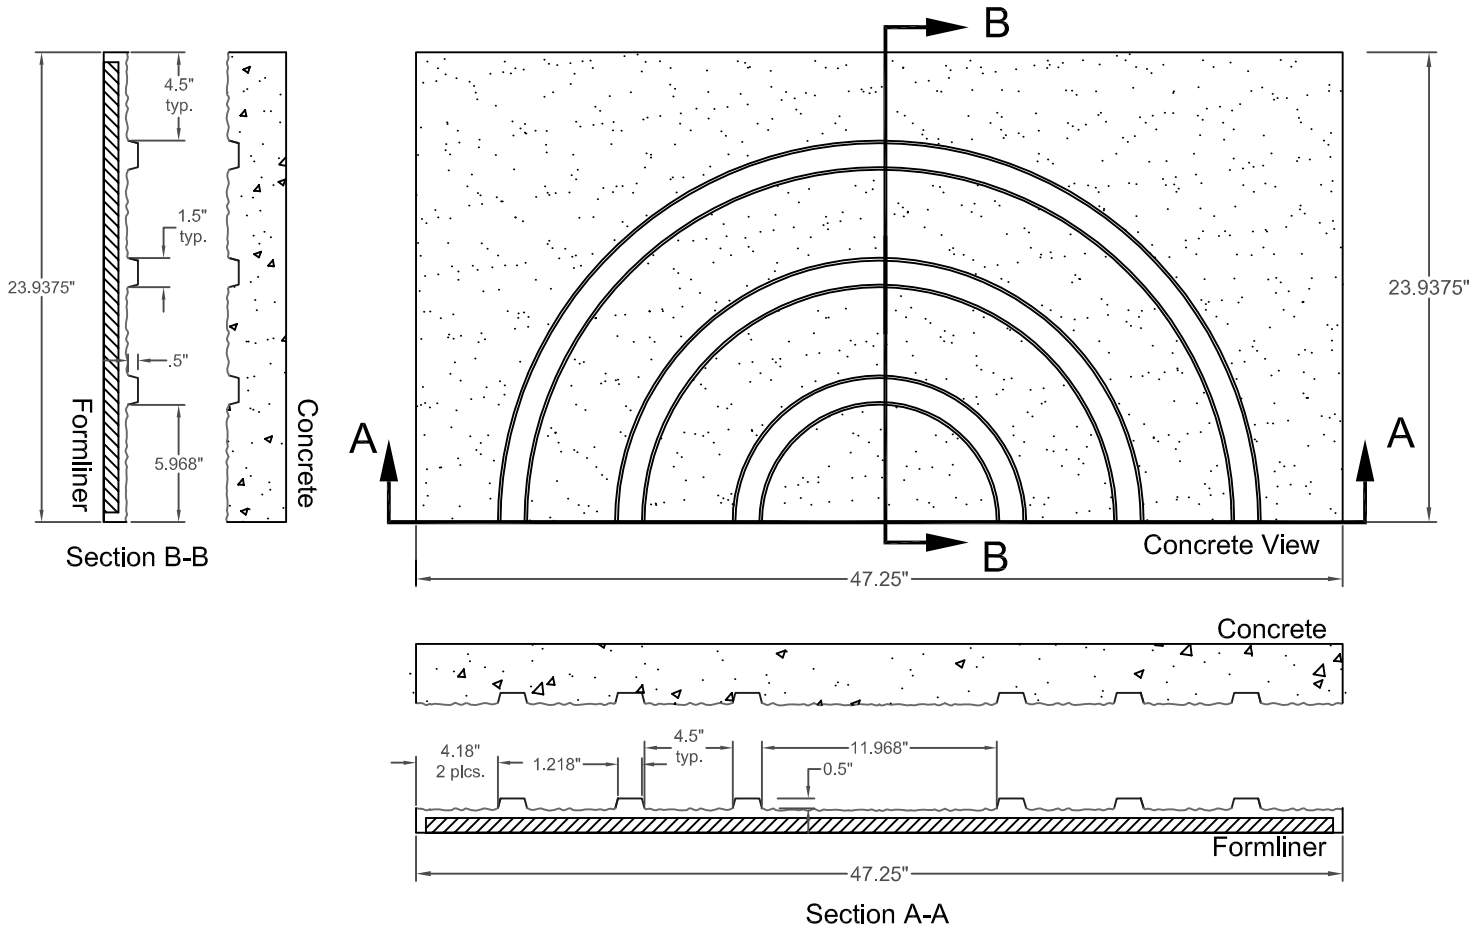 B
4.5"
typ.
1.5"
typ.
23.9375"
.5"
5.968"
Formliner
Concrete
Section B-B
23.9375"
A
A
B
Concrete View
47.25"
Concrete
4.18"
2 plcs.
1.218"
4.5"
typ.
11.968"
0.5"
Formliner
47.25"
Section A-A